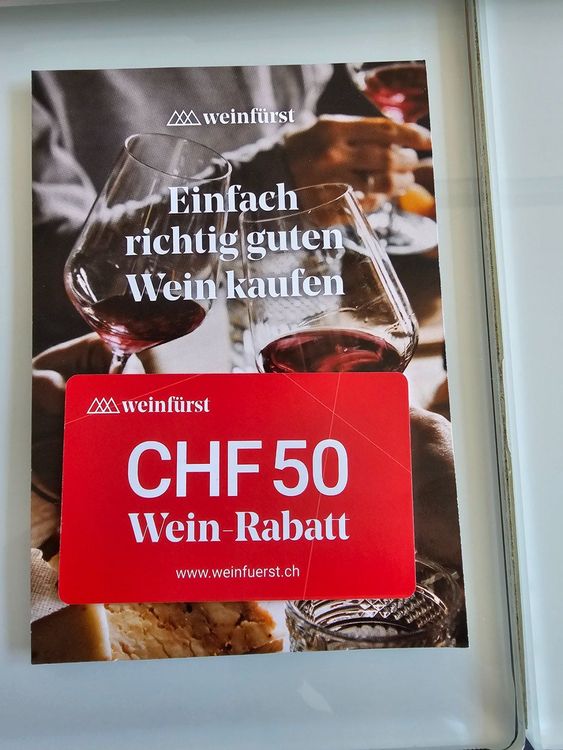 weinfürst
Einfach
richtig guten
Wein kaufen
weinfürst
CHF 50
Wein-Rabatt
www.weinfuerst.ch